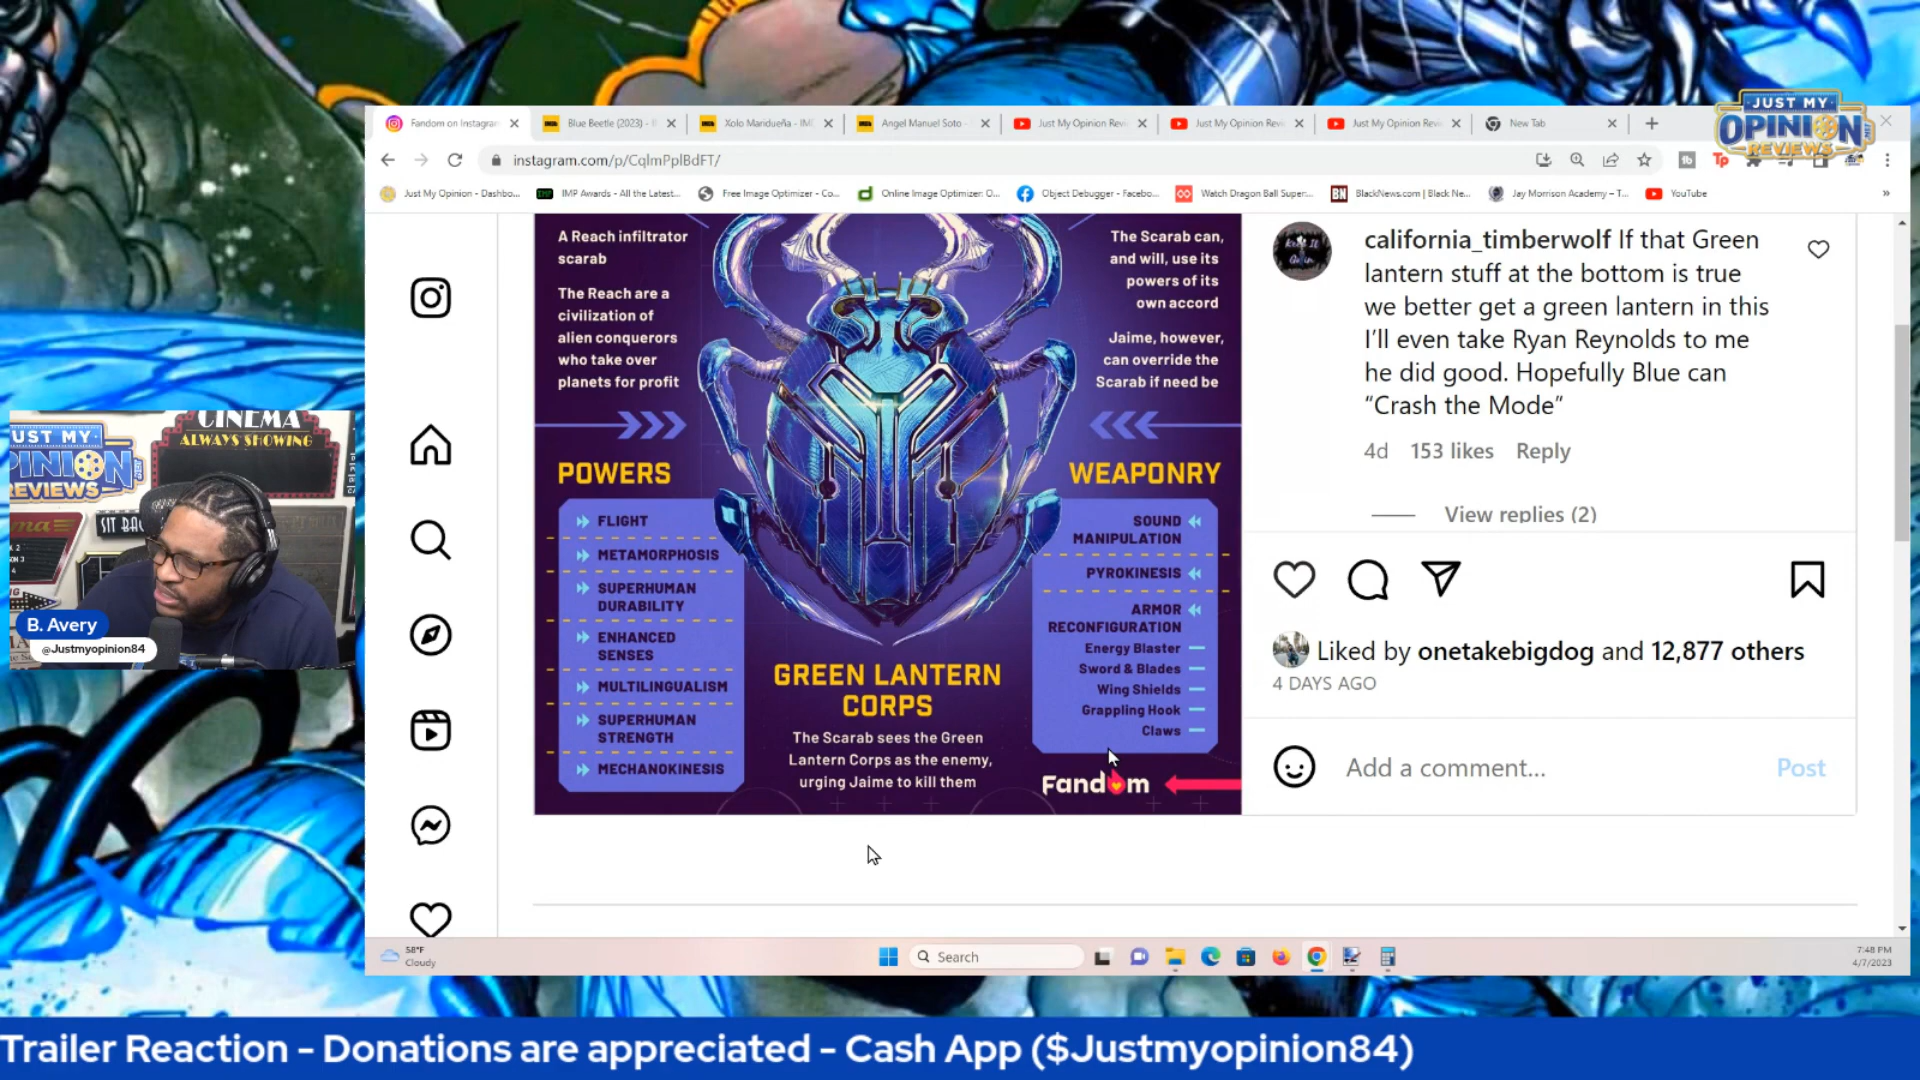 JUST MY
OPINION
REVIEWS
Fandom on Instagram
Blue Beetle (2023) - I
Xolo Maridueña - IM
Angel Manuel Soto -
Just My Opinion Rev
Just My Opinion Rev
Just My Opinion Rev
New Tab
instagram.com/p/CqlmPplBdFT/
Just My Opinion - Dashbo...
IMP Awards - All the Latest...
Free Image Optimizer - Co...
Online Image Optimizer: O...
Object Debugger - Facebo...
Watch Dragon Ball Super...
BlackNews.com | Black Ne...
Jay Morrison Academy – T...
YouTube
A Reach infiltrator
scarab
The Reach are a
civilization of
alien conquerors
who take over
planets for profit
The Scarab can,
and will, use its
powers of its
own accord
Jaime, however,
can override the
Scarab if need be
POWERS
FLIGHT
METAMORPHOSIS
SUPERHUMAN
DURABILITY
ENHANCED
SENSES
MULTILINGUALISM
SUPERHUMAN
STRENGTH
MECHANOKINESIS
GREEN LANTERN
CORPS
The Scarab sees the Green
Lantern Corps as the enemy,
urging Jaime to kill them
WEAPONRY
SOUND
MANIPULATION
PYROKINESIS
ARMOR
RECONFIGURATION
Energy Blaster
Sword & Blades
Wing Shields
Grappling Hook
Claws
Fandom
california_timberwolf If that Green
lantern stuff at the bottom is true
we better get a green lantern in this
I’ll even take Ryan Reynolds to me
he did good. Hopefully Blue can
“Crash the Mode”
4d 153 likes Reply
View replies (2)
Liked by onetakebigdog and 12,877 others
4 DAYS AGO
Add a comment...
Post
CINEMA
ALWAYS SHOWING
UST MY
PINION
REVIEWS
SIT BAC
B. Avery
@Justmyopinion84
58°F
Cloudy
Search
7:48 PM
4/7/2023
Trailer Reaction - Donations are appreciated - Cash App ($Justmyopinion84)